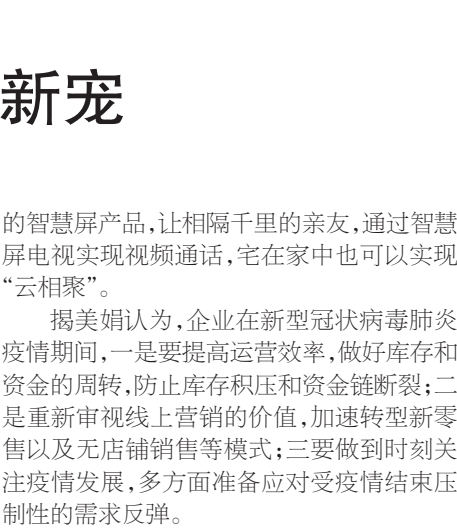 新宠
的智慧屏产品,让相隔千里的亲友,通过智慧
屏电视实现视频通话,宅在家中也可以实现
“云相聚”。
揭美娟认为,企业在新型冠状病毒肺炎
疫情期间,一是要提高运营效率,做好库存和
资金的周转,防止库存积压和资金链断裂;二
是重新审视线上营销的价值,加速转型新零
售以及无店铺销售等模式;三要做到时刻关
注疫情发展,多方面准备应对受疫情结束压
制性的需求反弹。